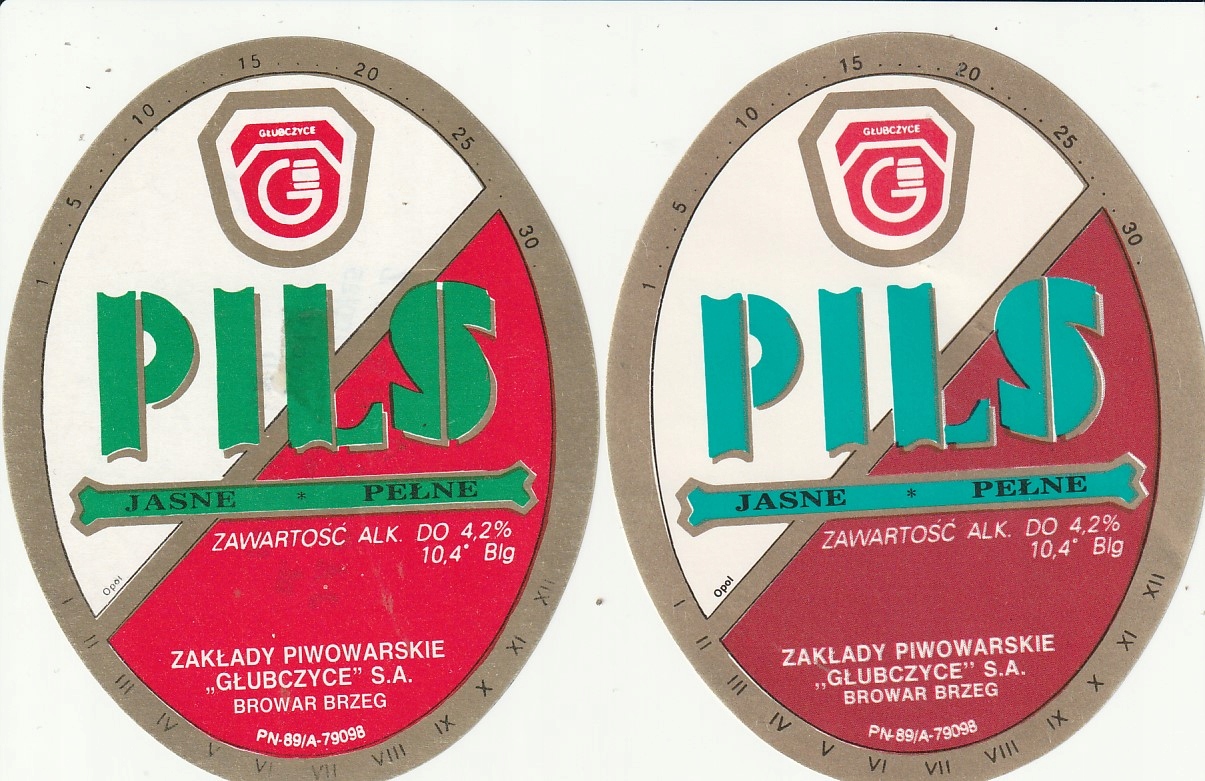 1 . . . 5 . . . . 10 . . . . 15 . . . . 20 . . . . 25 . . . . 30
GŁUBCZYCE
G
PILS
JASNE * PEŁNE
ZAWARTOŚĆ ALK. DO 4,2%
10,4° Blg
Opol
ZAKŁADY PIWOWARSKIE
„GŁUBCZYCE” S.A.
BROWAR BRZEG
PN-89/A-79098
I II III IV V VI VII VIII IX X XI XII
1 . . . 5 . . . . 10 . . . . 15 . . . . 20 . . . . 25 . . . . 30
GŁUBCZYCE
G
PILS
JASNE * PEŁNE
ZAWARTOŚĆ ALK. DO 4,2%
10,4° Blg
Opol
ZAKŁADY PIWOWARSKIE
„GŁUBCZYCE” S.A.
BROWAR BRZEG
PN-89/A-79098
I II III IV V VI VII VIII IX X XI XII